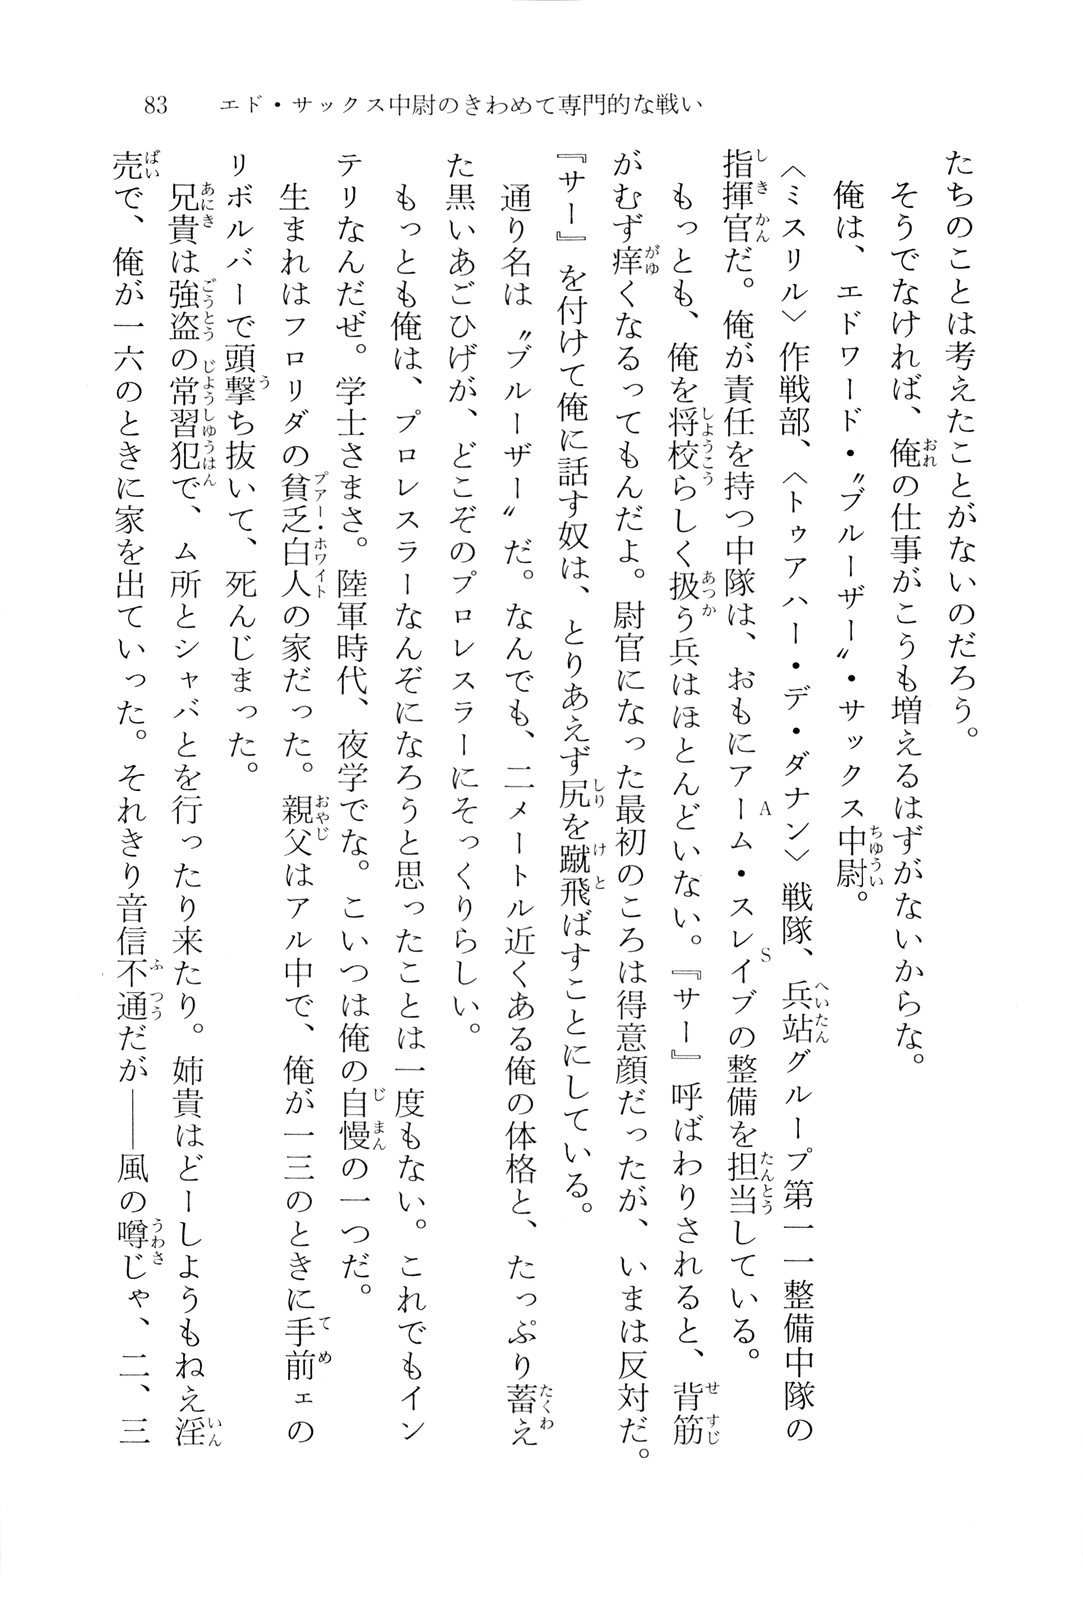 83　エド・サックス中尉のきわめて専門的な戦い
たちのことは考えたことがないのだろう。
　そうでなければ、俺の仕事がこうも増えるはずがないからな。
　俺は、エドワード・〝ブルーザー〟・サックス中尉。
〈ミスリル〉作戦部、〈トゥアハー・デ・ダナン〉戦隊、兵站グループ第一一整備中隊の
指揮官だ。俺が責任を持つ中隊は、おもにアーム・スレイブの整備を担当している。
　もっとも、俺を将校らしく扱う兵はほとんどいない。『サー』呼ばわりされると、背筋
がむず痒くなるってもんだよ。尉官になった最初のころは得意顔だったが、いまは反対だ。
『サー』を付けて俺に話す奴は、とりあえず尻を蹴飛ばすことにしている。
　通り名は〝ブルーザー〟だ。なんでも、二メートル近くある俺の体格と、たっぷり蓄え
た黒いあごひげが、どこぞのプロレスラーにそっくりらしい。
　もっとも俺は、プロレスラーなんぞになろうと思ったことは一度もない。これでもイン
テリなんだぜ。学士さまさ。陸軍時代、夜学でな。こいつは俺の自慢の一つだ。
　生まれはフロリダの貧乏白人の家だった。親父はアル中で、俺が一三のときに手前ェの
リボルバーで頭撃ち抜いて、死んじまった。
　兄貴は強盗の常習犯で、ム所とシャバとを行ったり来たり。姉貴はどーしようもねえ淫
売で、俺が一六のときに家を出ていった。それきり音信不通だが――風の噂じゃ、二、三